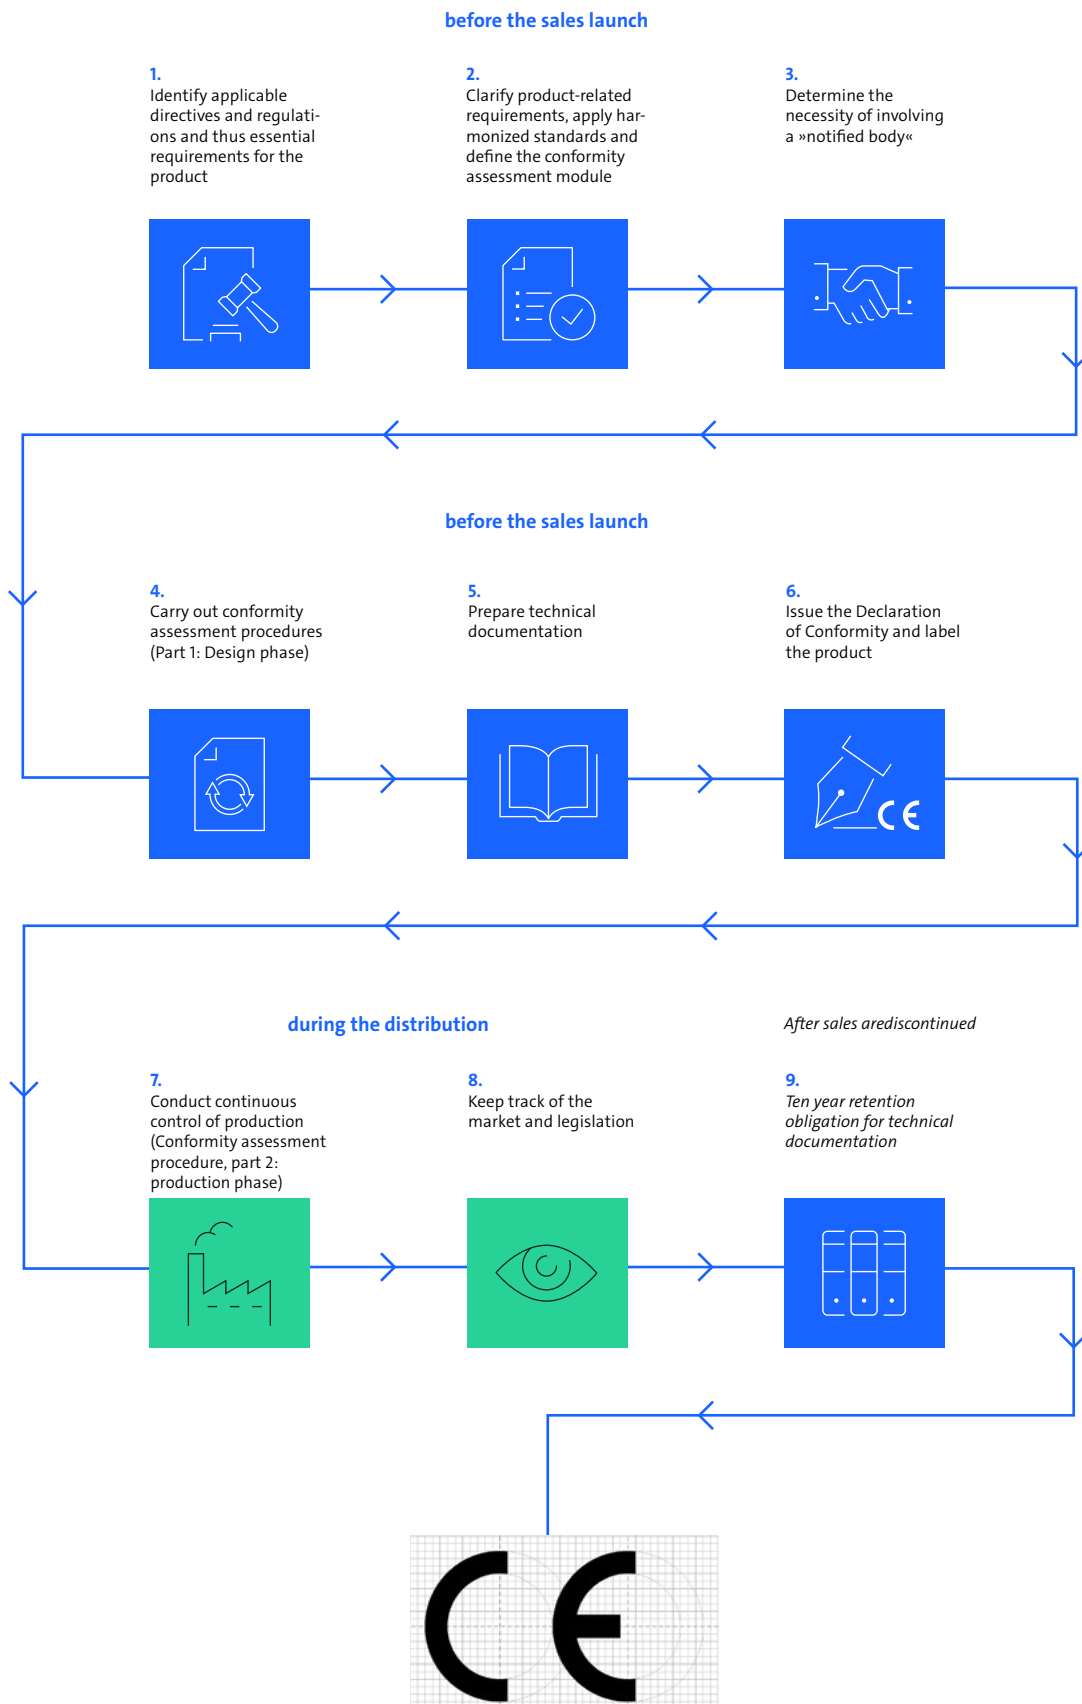 before the sales launch
1.
Identify applicable
directives and regulati-
ons and thus essential
requirements for the
product
2.
Clarify product-related
requirements, apply har-
monized standards and
define the conformity
assessment module
3.
Determine the
necessity of involving
a »notified body«
before the sales launch
4.
Carry out conformity
assessment procedures
(Part 1: Design phase)
5.
Prepare technical
documentation
6.
Issue the Declaration
of Conformity and label
the product
CE
during the distribution
After sales arediscontinued
7.
Conduct continuous
control of production
(Conformity assessment
procedure, part 2:
production phase)
8.
Keep track of the
market and legislation
9.
Ten year retention
obligation for technical
documentation
CE